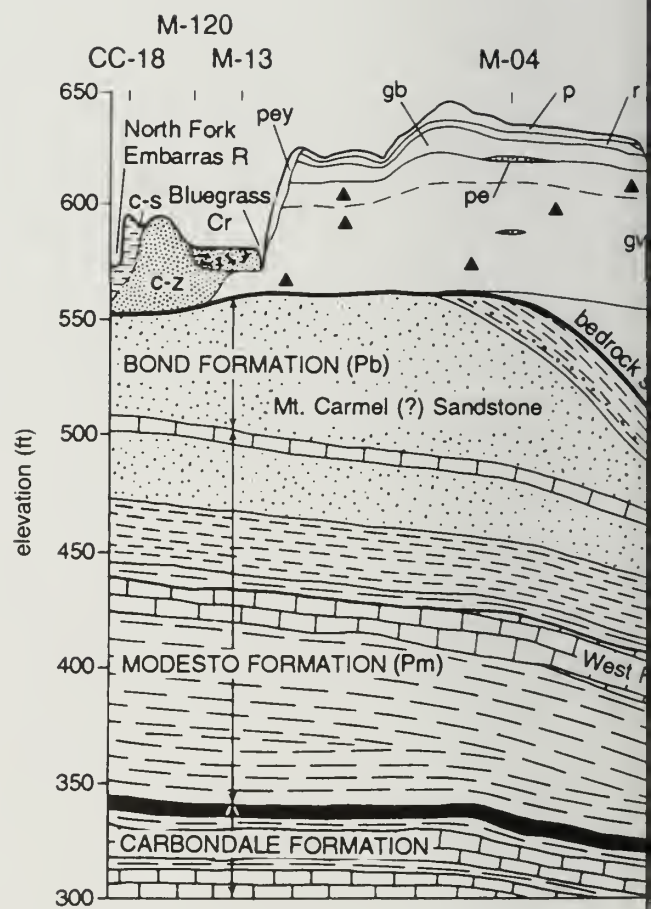 M-120
CC-18 M-13 M-04
650
pey
gb
p
r
North Fork
Embarras R
c-s
Bluegrass
Cr
pe
600
c-z
550
bedrock
BOND FORMATION (Pb)
Mt. Carmel (?) Sandstone
500
elevation (ft)
450
West
400
MODESTO FORMATION (Pm)
350
CARBONDALE FORMATION
300